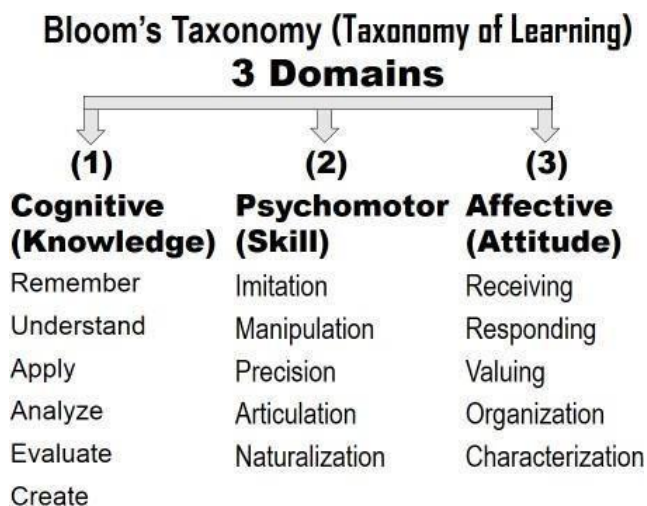 Bloom's Taxonomy (Taxonomy of Learning)
3 Domains
(1)
Cognitive
(Knowledge)
Remember
Understand
Apply
Analyze
Evaluate
Create
(2)
Psychomotor
(Skill)
Imitation
Manipulation
Precision
Articulation
Naturalization
(3)
Affective
(Attitude)
Receiving
Responding
Valuing
Organization
Characterization